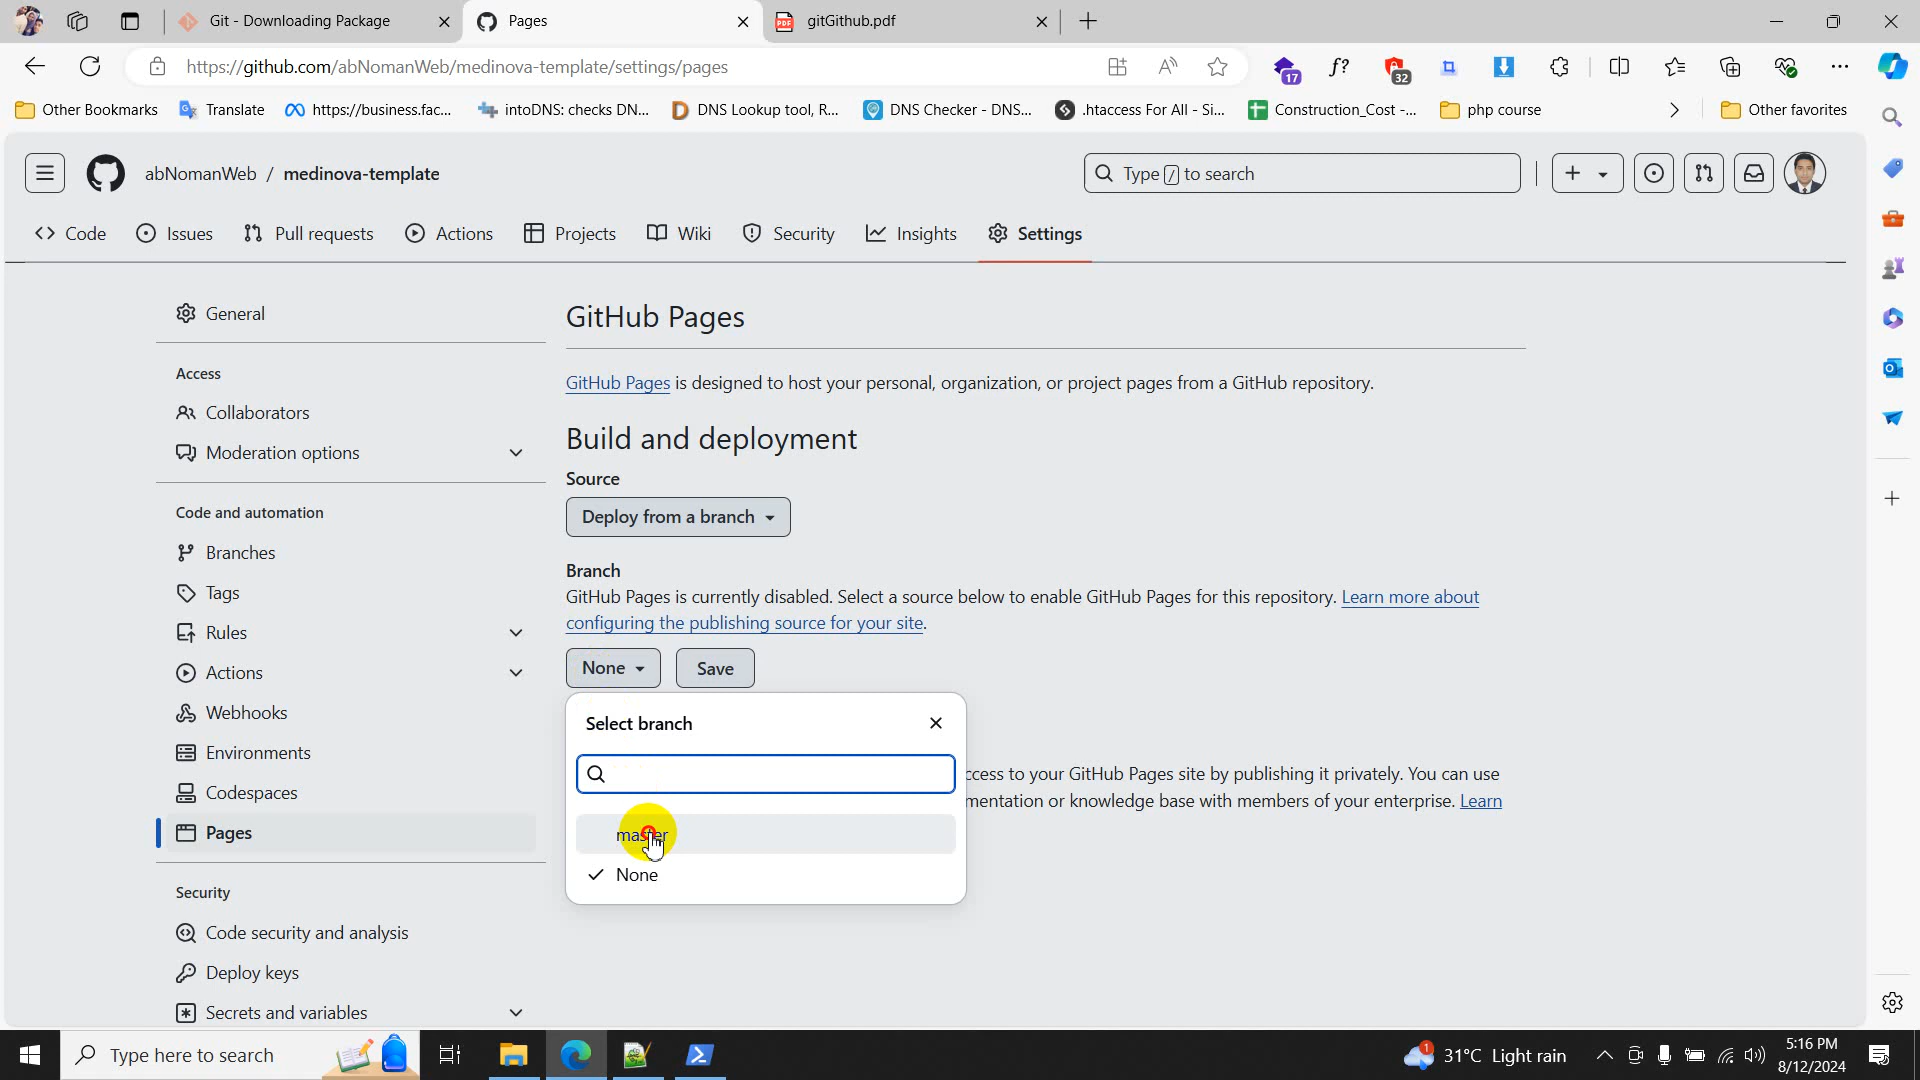 Git - Downloading Package
Pages
gitGithub.pdf
https://github.com/abNomanWeb/medinova-template/settings/pages
17
f?
32
Other Bookmarks
Translate
https://business.fac...
intoDNS: checks DN...
DNS Lookup tool, R...
DNS Checker - DNS...
.htaccess For All - Si...
Construction_Cost -...
php course
Other favorites
abNomanWeb / medinova-template
Type / to search
Code
Issues
Pull requests
Actions
Projects
Wiki
Security
Insights
Settings
General
Access
Collaborators
Moderation options
Code and automation
Branches
Tags
Rules
Actions
Webhooks
Environments
Codespaces
Pages
Security
Code security and analysis
Deploy keys
Secrets and variables
GitHub Pages
GitHub Pages is designed to host your personal, organization, or project pages from a GitHub repository.
Build and deployment
Source
Deploy from a branch
Branch
GitHub Pages is currently disabled. Select a source below to enable GitHub Pages for this repository. Learn more about
configuring the publishing source for your site.
None
Save
Select branch
master
None
ccess to your GitHub Pages site by publishing it privately. You can use
mentation or knowledge base with members of your enterprise. Learn
Type here to search
1
31°C Light rain
5:16 PM
8/12/2024